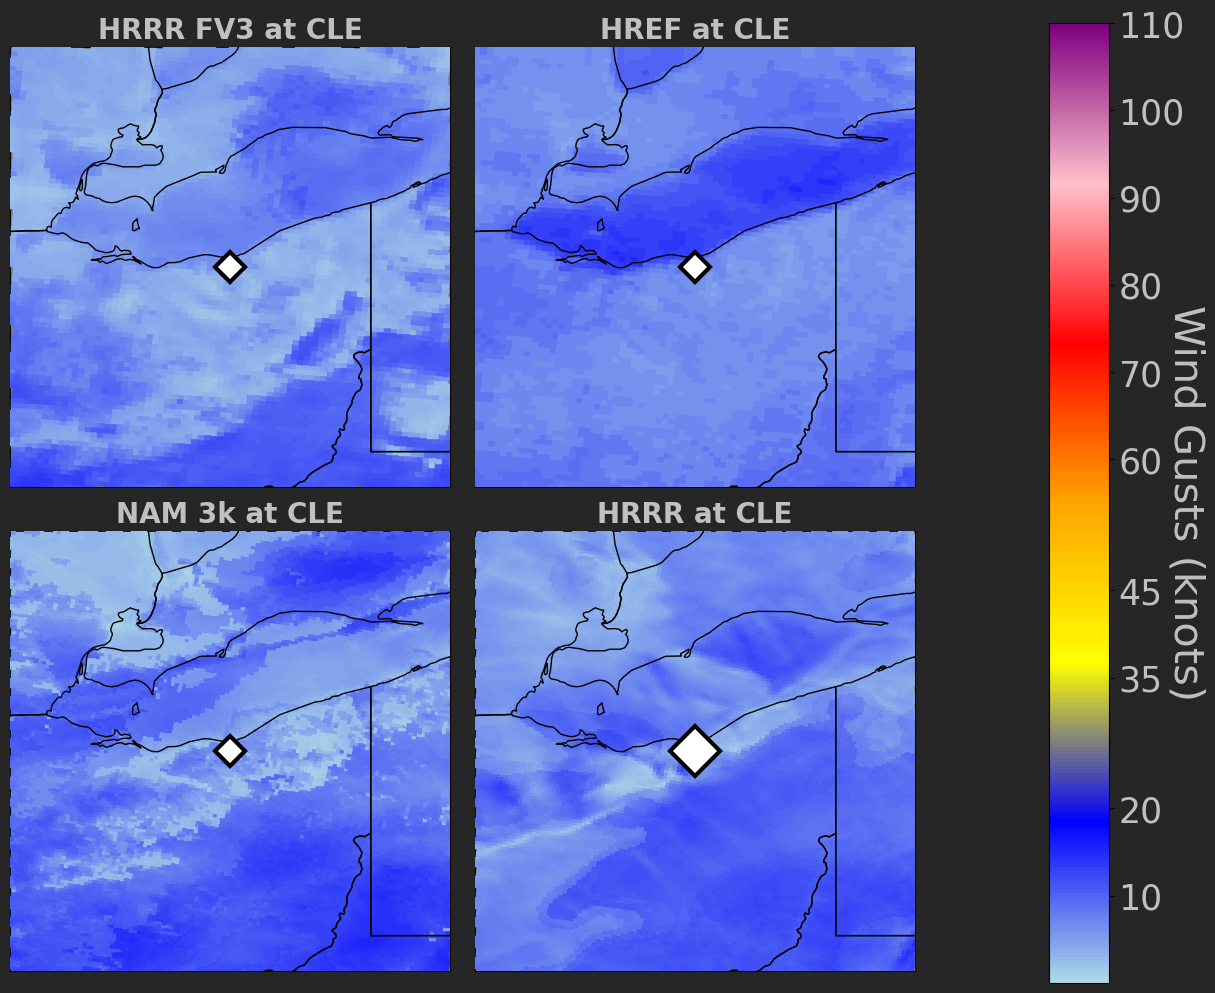 HRRR FV3 at CLE
HREF at CLE
NAM 3k at CLE
HRRR at CLE
110
100
90
80
70
60
45
35
20
10
Wind Gusts (knots)